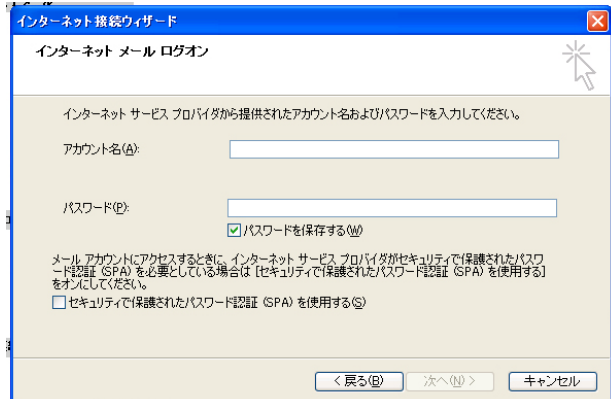 インターネット接続ウィザード
インターネット メール ログオン
インターネット サービス プロバイダから提供されたアカウント名およびパスワードを入力してください。
アカウント名(A):
パスワード(P):
パスワードを保存する(W)
メール アカウントにアクセスするときに、インターネット サービス プロバイダがセキュリティで保護されたパスワ
ード認証 (SPA) を必要としている場合は [セキュリティで保護されたパスワード認証 (SPA) を使用する]
をオンにしてください。
セキュリティで保護されたパスワード認証 (SPA) を使用する(S)
< 戻る(B) 次へ(N) > キャンセル